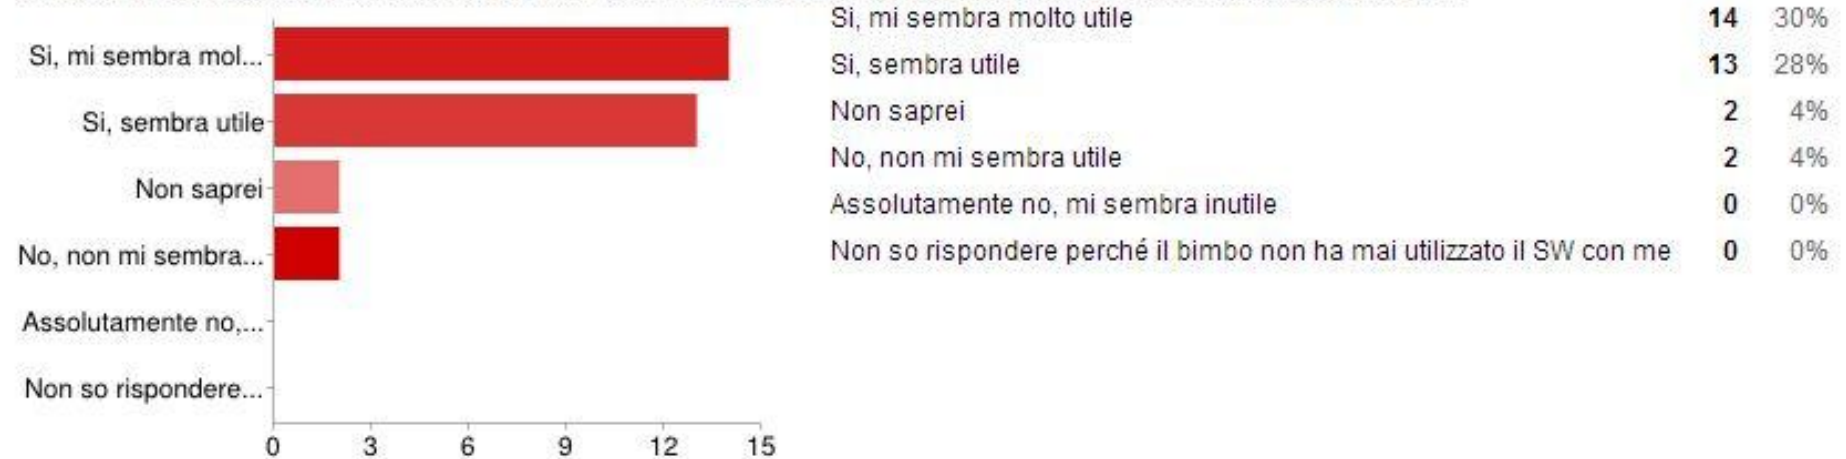 Si, mi sembra mol...
Si, sembra utile
Non saprei
No, non mi sembra...
Assolutamente no,...
Non so rispondere...
0 3 6 9 12 15
Si, mi sembra molto utile 14 30%
Si, sembra utile 13 28%
Non saprei 2 4%
No, non mi sembra utile 2 4%
Assolutamente no, mi sembra inutile 0 0%
Non so rispondere perché il bimbo non ha mai utilizzato il SW con me 0 0%